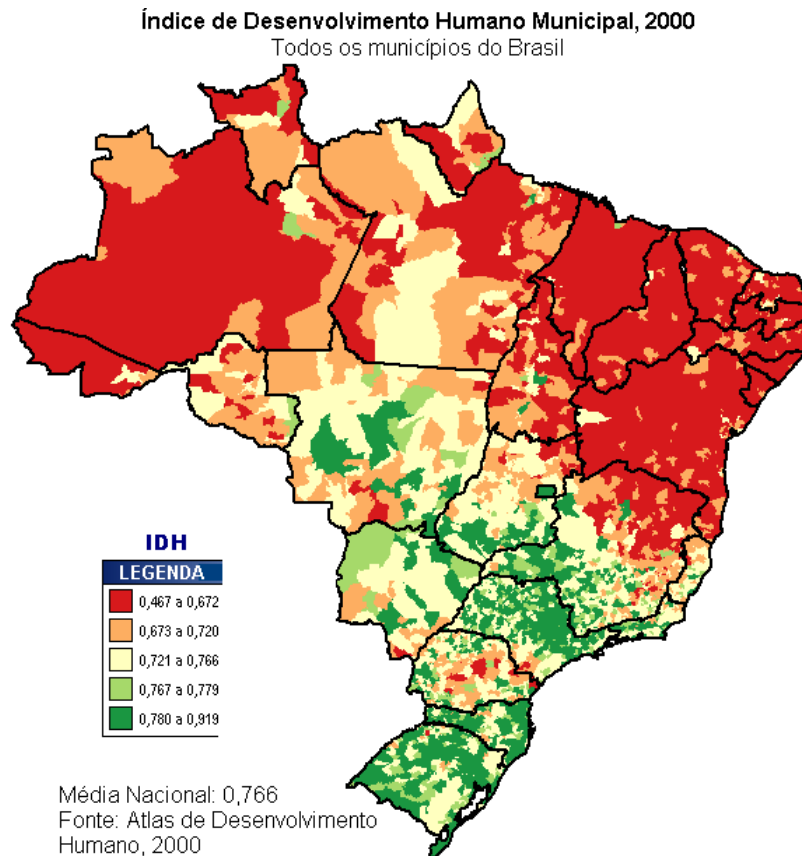 Índice de Desenvolvimento Humano Municipal, 2000
Todos os municípios do Brasil
IDH
LEGENDA
0,467 a 0,672
0,673 a 0,720
0,721 a 0,766
0,767 a 0,779
0,780 a 0,919
Média Nacional: 0,766
Fonte: Atlas de Desenvolvimento
Humano, 2000